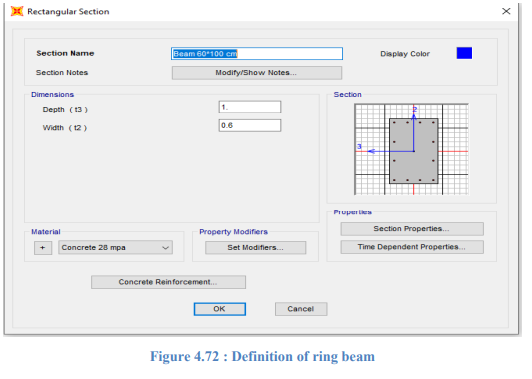 Rectangular Section
Section Name
Beam 60*100 cm
Display Color
Section Notes
Modify/Show Notes...
Dimensions
Depth ( t3 )
1.
Width ( t2 )
0.6
Section
2
3
Properties
Section Properties...
Time Dependent Properties...
Material
+
Concrete 28 mpa
Property Modifiers
Set Modifiers...
Concrete Reinforcement...
OK
Cancel
Figure 4.72 : Definition of ring beam